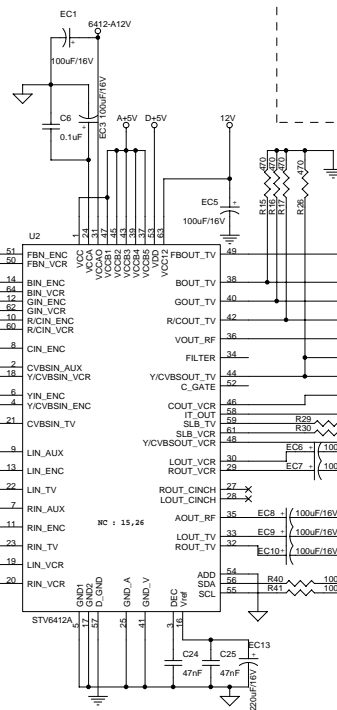 EC1
6412-A12V
100uF/16V
A+5V
D+5V
12V
C6
0.1uF
EC3
100uF/16V
EC5
100uF/16V
470
470
470
470
R15
R16
R17
R26
U2
1
24
31
47
45
43
39
37
53
63
VCC
VCCA
VCCAO
VCCB1
VCCB2
VCCB3
VCCB4
VCCB5
VDD
VCC12
51 FBN_ENC
50 FBN_VCR
14 BIN_ENC
64 BIN_VCR
12 GIN_ENC
62 GIN_VCR
10 R/CIN_ENC
60 R/CIN_VCR
8 CIN_ENC
2 CVBSIN_AUX
18 Y/CVBSIN_VCR
6 YIN_ENC
4 Y/CVBSIN_ENC
21 CVBSIN_TV
9 LIN_AUX
13 LIN_ENC
22 LIN_TV
7 RIN_AUX
11 RIN_ENC
23 RIN_TV
19 LIN_VCR
20 RIN_VCR
FBOUT_TV 49
BOUT_TV 38
GOUT_TV 40
R/COUT_TV 42
VOUT_RF 36
FILTER 34
Y/CVBSOUT_TV 44
C_GATE 52
COUT_VCR 46
IT_OUT 58
SLB_TV 59 R29
SLB_VCR 61 R30
Y/CVBSOUT_VCR 48
LOUT_VCR 30 EC6 + 100
ROUT_VCR 29 EC7 + 100
ROUT_CINCH 27
LOUT_CINCH 28
AOUT_RF 35 EC8 + 100uF/16V
LOUT_TV 33 EC9 + 100uF/16V
ROUT_TV 32 EC10+ 100uF/16V
ADD 54
SDA 56 R40 100
SCL 55 R41 100
NC : 15,26
GND1
GND2
D_GND
GND_A
GND_V
DEC
Vref
STV6412A
5
17
57
25
41
3
16
C24
47nF
C25
47nF
EC13
220uF/16V